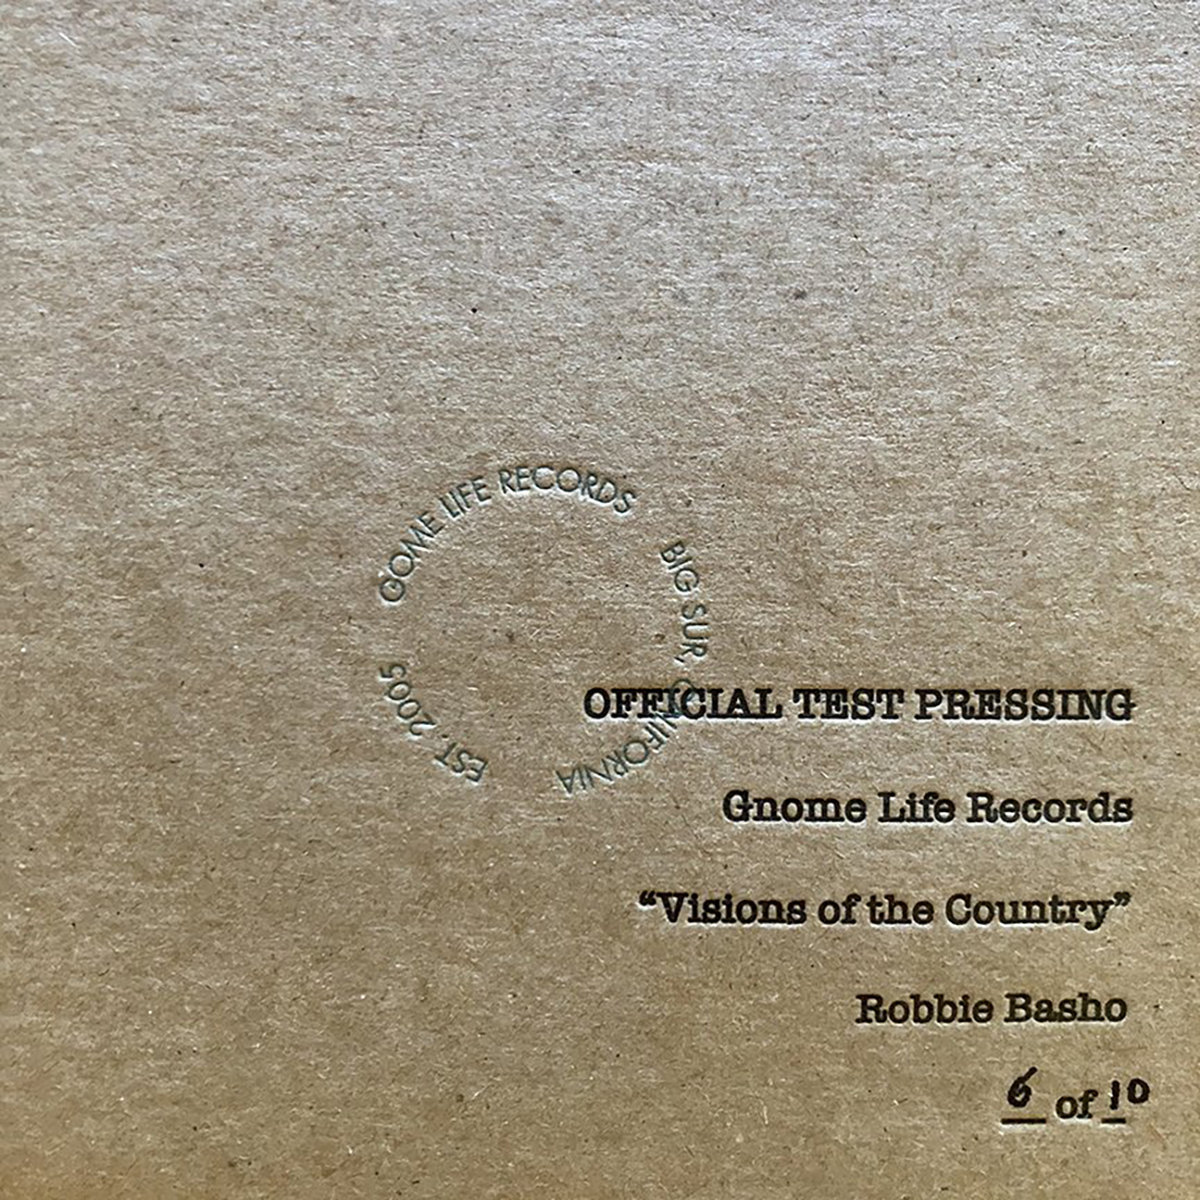 GOME LIFE RECORDS
BIG SUR, CALIFORNIA
EST. 2005
OFFICIAL TEST PRESSING
Gnome Life Records
“Visions of the Country”
Robbie Basho
6 of 10